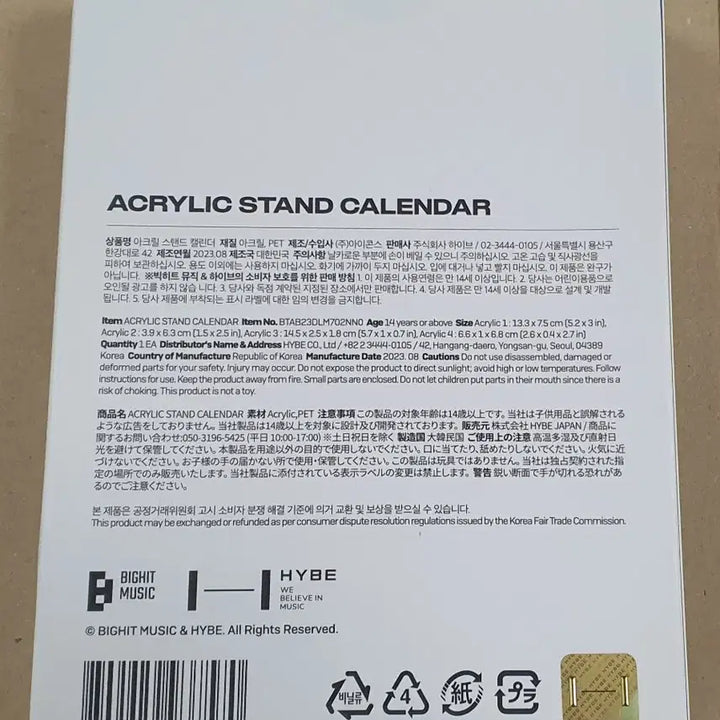 ACRYLIC STAND CALENDAR
상품명 아크릴 스탠드 캘린더 재질 아크릴, PET 제조/수입사 (주)아이콘스 판매사 주식회사 하이브 / 02-3444-0105 / 서울특별시 용산구
한강대로 42 제조연월 2023.08 제조국 대한민국 주의사항 날카로운 부분에 손이 베일 수 있으니 주의하십시오. 고온 고습 및 직사광선을
피하여 보관하십시오. 용도 이외에는 사용하지 마십시오. 화기에 가까이 두지 마십시오. 입에 대거나 넣고 빨지 마십시오. 이 제품은 완구가
아닙니다. ※빅히트 뮤직 & 하이브의 소비자 보호를 위한 판매 방침 1. 이 제품의 사용연령은 만 14세 이상입니다. 2. 당사는 어린이용품으로
오인될 광고를 하지 않습니다. 3. 당사와 독점 계약된 지정된 장소에서만 판매합니다. 4. 당사 제품은 만 14세 이상을 대상으로 설계 및 개발
됩니다. 5. 당사 제품에 부착되는 표시 라벨에 대한 임의 변경을 금지합니다.
Item ACRYLIC STAND CALENDAR Item No. BTAB23DLM702NN0 Age 14 years or above Size Acrylic 1 : 13.3 x 7.5 cm (5.2 x 3 in),
Acrylic 2 : 3.9 x 6.3 cm (1.5 x 2.5 in), Acrylic 3 : 14.5 x 2.5 x 1.8 cm (5.7 x 1 x 0.7 in), Acrylic 4 : 6.6 x 1 x 6.8 cm (2.6 x 0.4 x 2.7 in)
Quantity 1 EA Distributor's Name & Address HYBE CO., Ltd / +82 2 3444-0105 / 42, Hangang-daero, Yongsan-gu, Seoul, 04389
Korea Country of Manufacture Republic of Korea Manufacture Date 2023. 08 Cautions Do not use disassembled, damaged or
deformed parts for your safety. Injury may occur. Do not expose the product to direct sunlight; avoid high or low temperatures. Follow
instructions for use. Keep the product away from fire. Small parts are enclosed. Do not let children put parts in their mouth since there is a
risk of choking. This product is not a toy.
商品名 ACRYLIC STAND CALENDAR 素材 Acrylic,PET 注意事項 この製品の対象年齢は14歳以上です。当社は子供用品と誤解される
ような広告をしておりません。当社製品は14歳以上を対象に設計及び開発されております。販売元 株式会社 HYBE JAPAN / 商品に
関するお問い合わせ:050-3196-5425 (平日 10:00-17:00) ※土日祝日を除く 製造国 大韓民国 ご使用上の注意 高温多湿及び直射日
光を避けて保管してください。本製品を用途以外の目的で使用しないでください。口に当てたり、舐めたりしないでください。火気に近
づけないでください。お子様の手の届かない所で使用・保管してください。この製品は玩具ではありません。当社は独占契約された指
定の場所でのみ販売いたします。当社製品に添付されている表示ラベルの変更は禁止します。警告 鋭い断面で手が切れる恐れがあ
るのでご注意ください。
본 제품은 공정거래위원회 고시 소비자 분쟁 해결 기준에 의거 교환 및 보상을 받으실 수 있습니다.
This product may be exchanged or refunded as per consumer dispute resolution regulations issued by the Korea Fair Trade Commission.
BIGHIT
MUSIC
HYBE
WE
BELIEVE IN
MUSIC
© BIGHIT MUSIC & HYBE. All Rights Reserved.
비닐류
4
紙
プラ